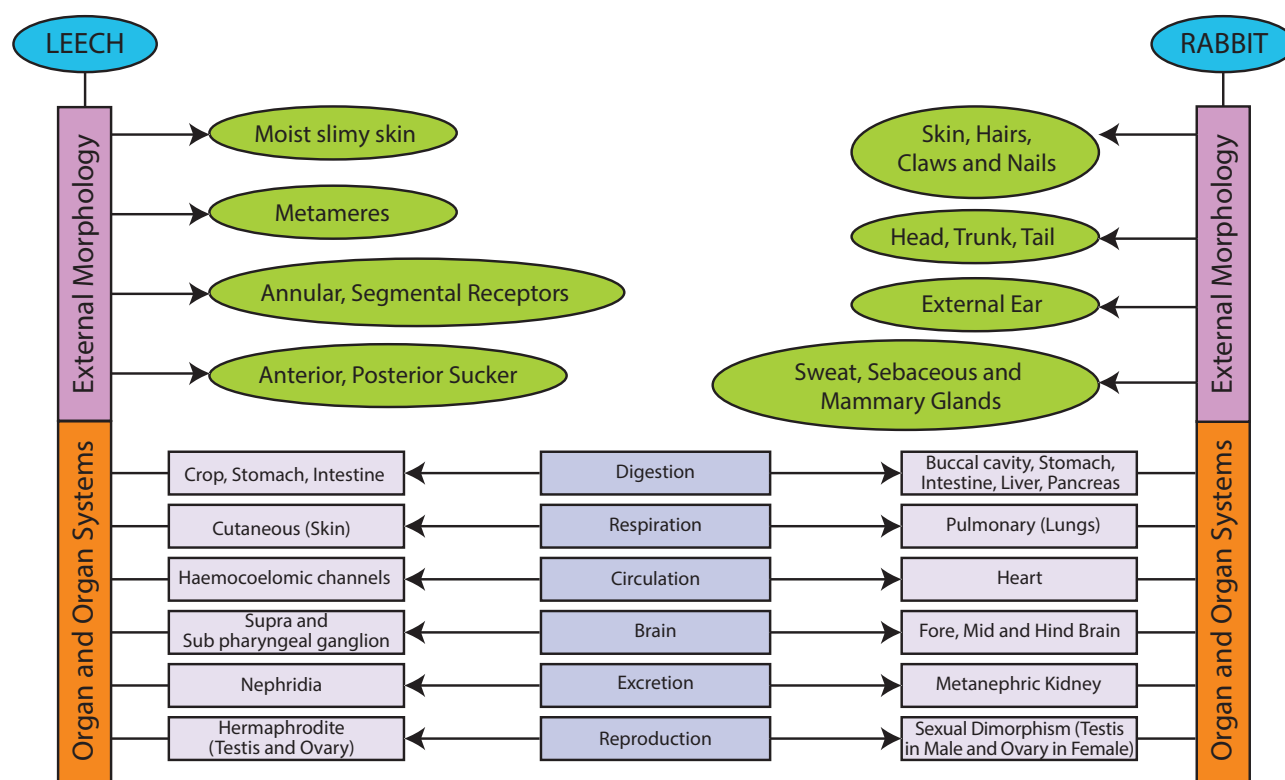 LEECH
RABBIT
External Morphology
Moist slimy skin
Metameres
Annular, Segmental Receptors
Anterior, Posterior Sucker
Skin, Hairs,
Claws and Nails
Head, Trunk, Tail
External Ear
Sweat, Sebaceous and
Mammary Glands
External Morphology
Organ and Organ Systems
Crop, Stomach, Intestine
Digestion
Buccal cavity, Stomach,
Intestine, Liver, Pancreas
Cutaneous (Skin)
Respiration
Pulmonary (Lungs)
Haemocoelomic channels
Circulation
Heart
Supra and
Sub pharyngeal ganglion
Brain
Fore, Mid and Hind Brain
Nephridia
Excretion
Metanephric Kidney
Hermaphrodite
(Testis and Ovary)
Reproduction
Sexual Dimorphism (Testis
in Male and Ovary in Female)
Organ and Organ Systems